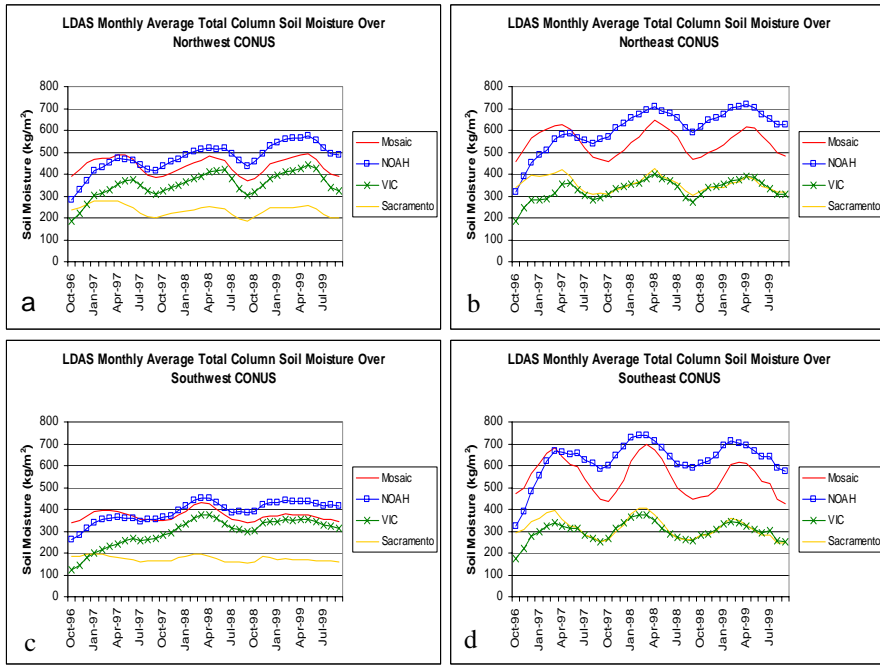 LDAS Monthly Average Total Column Soil Moisture Over
Northwest CONUS
Soil Moisture (kg/m²)
800
700
600
500
400
300
200
100
0
Oct-96
Jan-97
Apr-97
Jul-97
Oct-97
Jan-98
Apr-98
Jul-98
Oct-98
Jan-99
Apr-99
Jul-99
Mosaic
NOAH
VIC
Sacramento
a
LDAS Monthly Average Total Column Soil Moisture Over
Northeast CONUS
Soil Moisture (kg/m²)
800
700
600
500
400
300
200
100
0
Oct-96
Jan-97
Apr-97
Jul-97
Oct-97
Jan-98
Apr-98
Jul-98
Oct-98
Jan-99
Apr-99
Jul-99
Mosaic
NOAH
VIC
Sacramento
b
LDAS Monthly Average Total Column Soil Moisture Over
Southwest CONUS
Soil Moisture (kg/m²)
800
700
600
500
400
300
200
100
0
Oct-96
Jan-97
Apr-97
Jul-97
Oct-97
Jan-98
Apr-98
Jul-98
Oct-98
Jan-99
Apr-99
Jul-99
Mosaic
NOAH
VIC
Sacramento
c
LDAS Monthly Average Total Column Soil Moisture Over
Southeast CONUS
Soil Moisture (kg/m²)
800
700
600
500
400
300
200
100
0
Oct-96
Jan-97
Apr-97
Jul-97
Oct-97
Jan-98
Apr-98
Jul-98
Oct-98
Jan-99
Apr-99
Jul-99
Mosaic
NOAH
VIC
Sacramento
d